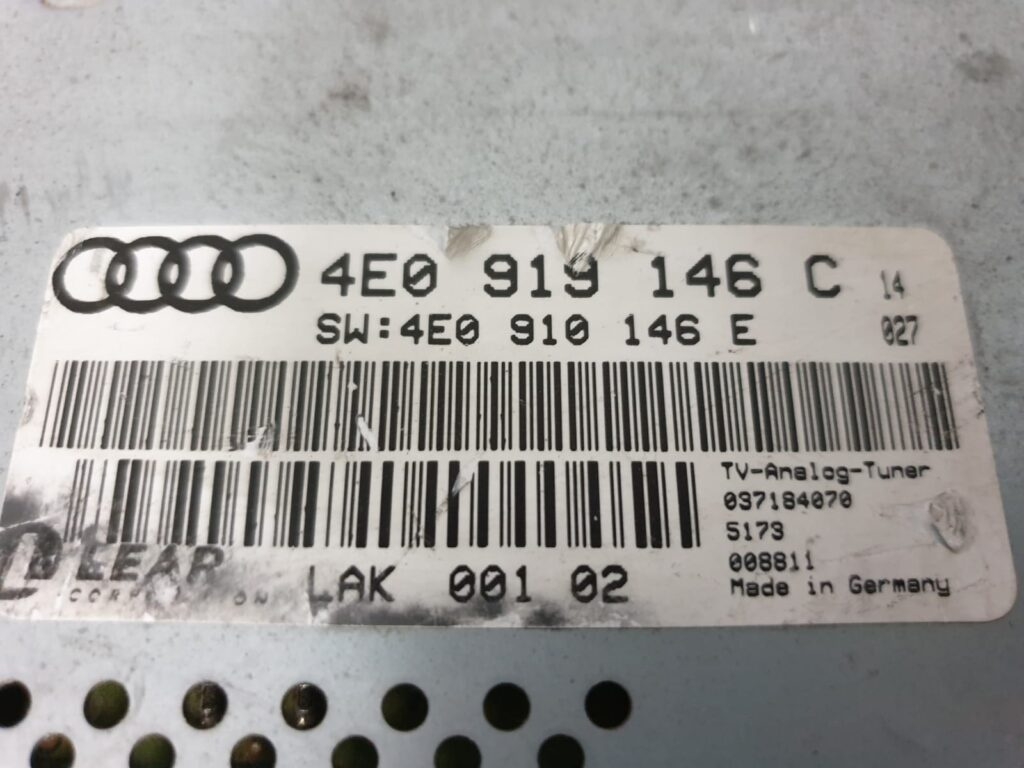 4E0 919 146 C 14
SW:4E0 910 146 E 027
TV-Analog-Tuner
037184070
5173
008811
Made in Germany
LEAR
LAK 001 02